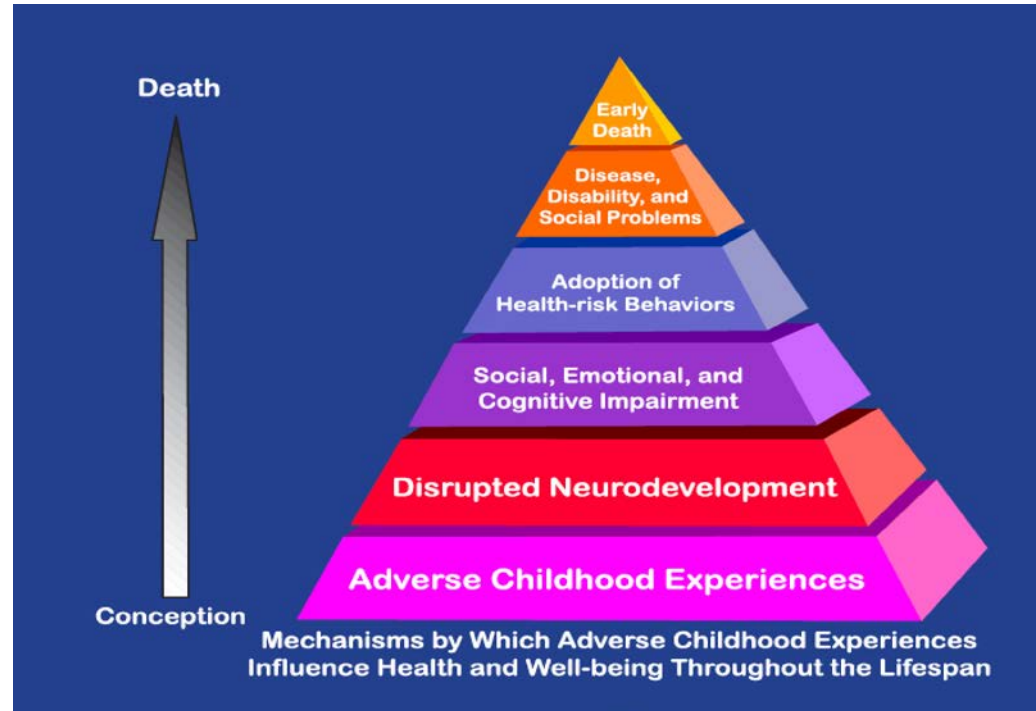 Death
Early
Death
Disease,
Disability, and
Social Problems
Adoption of
Health-risk Behaviors
Social, Emotional, and
Cognitive Impairment
Disrupted Neurodevelopment
Adverse Childhood Experiences
Conception
Mechanisms by Which Adverse Childhood Experiences
Influence Health and Well-being Throughout the Lifespan